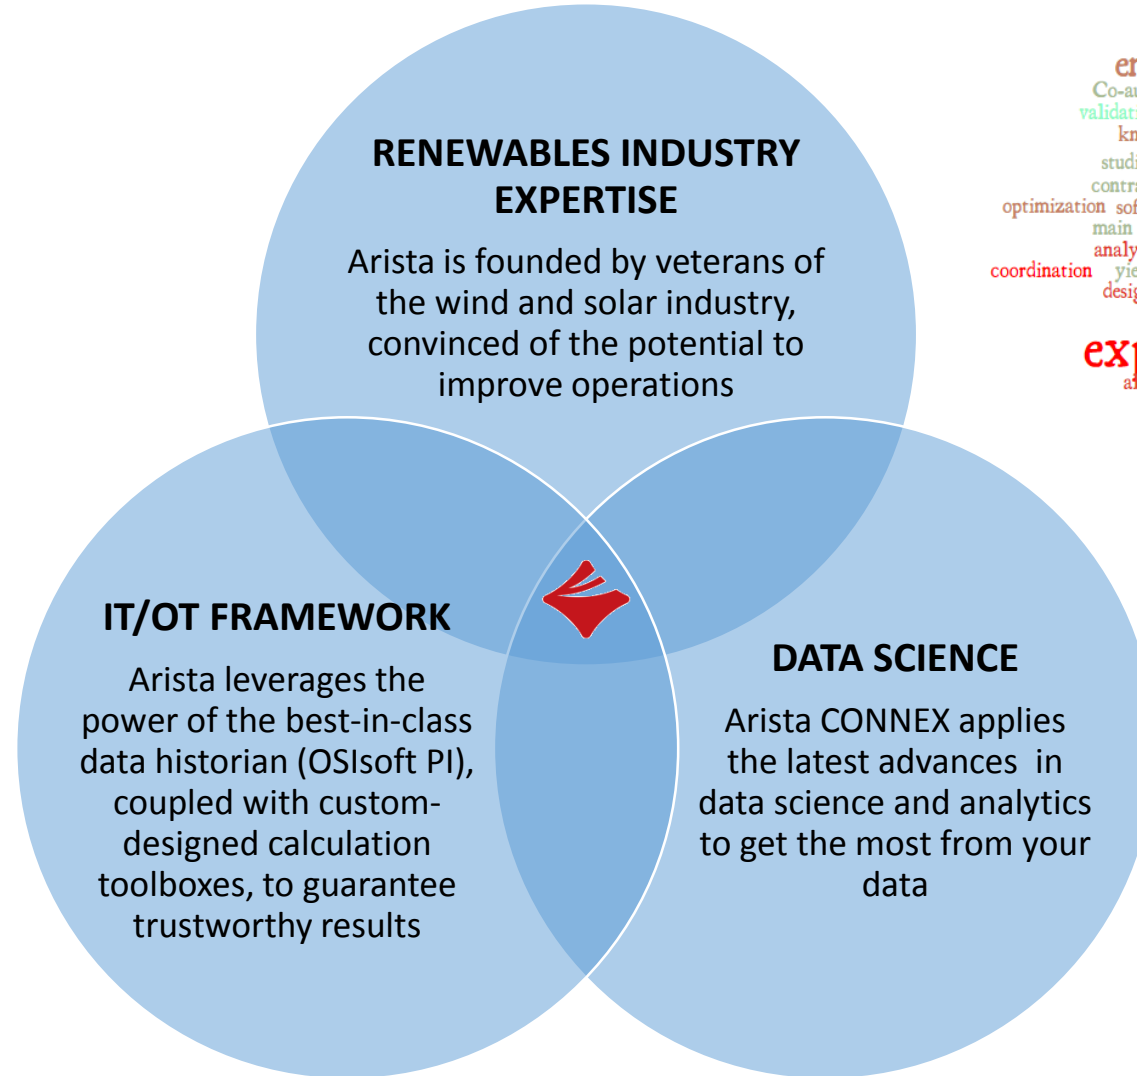 RENEWABLES INDUSTRY
EXPERTISE
Arista is founded by veterans of
the wind and solar industry,
convinced of the potential to
improve operations
IT/OT FRAMEWORK
Arista leverages the
power of the best-in-class
data historian (OSIsoft PI),
coupled with custom-
designed calculation
toolboxes, to guarantee
trustworthy results
DATA SCIENCE
Arista CONNEX applies
the latest advances in
data science and analytics
to get the most from your
data
optimization
main
coordination